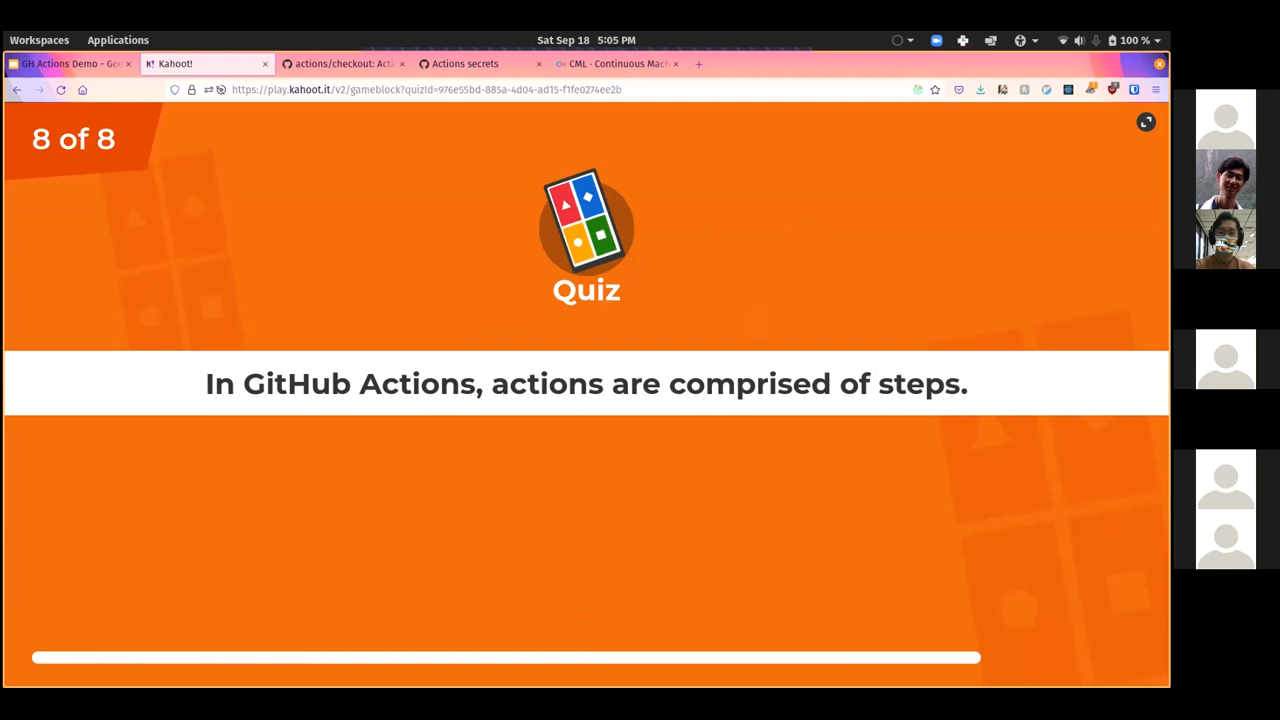 Workspaces Applications Sat Sep 18 5:05 PM 100 %
GH Actions Demo - Goo K! Kahoot! actions/checkout: Acti Actions secrets CML · Continuous Mach
https://play.kahoot.it/v2/gameblock?quizId=976e55bd-885a-4d04-ad15-f1fe0274ee2b
8 of 8
Quiz
In GitHub Actions, actions are comprised of steps.